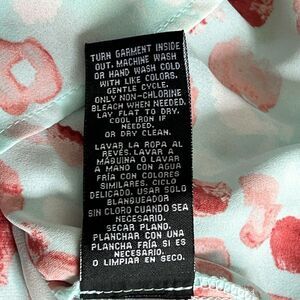 TURN GARMENT INSIDE
OUT. MACHINE WASH
OR HAND WASH COLD
WITH LIKE COLORS.
GENTLE CYCLE.
ONLY NON-CHLORINE
BLEACH WHEN NEEDED.
LAY FLAT TO DRY.
COOL IRON IF
NEEDED.
OR DRY CLEAN.
LAVAR LA ROPA AL
REVÉS. LAVAR A
MÁQUINA O LAVAR
A MANO CON AGUA
FRÍA CON COLORES
SIMILARES. CICLO
DELICADO. USAR SOLO
BLANQUEADOR
SIN CLORO CUANDO SEA
NECESARIO.
SECAR PLANO.
PLANCHAR CON UNA
PLANCHA FRÍA SI ES
NECESARIO.
O LIMPIAR EN SECO.